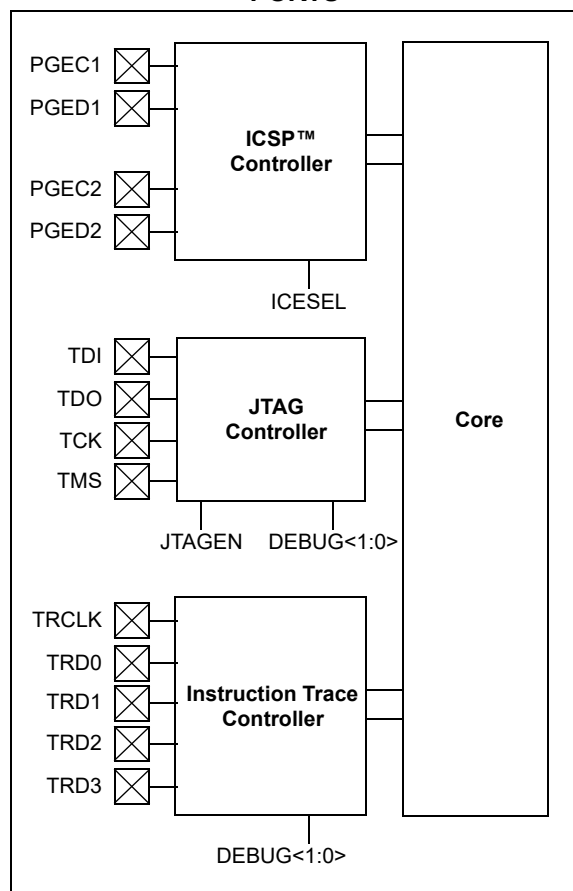 PGEC1
PGED1
ICSP™
Controller
PGEC2
PGED2
ICESEL
TDI
TDO
JTAG
Controller
Core
TCK
TMS
JTAGEN DEBUG<1:0>
TRCLK
TRD0
Instruction Trace
Controller
TRD1
TRD2
TRD3
DEBUG<1:0>